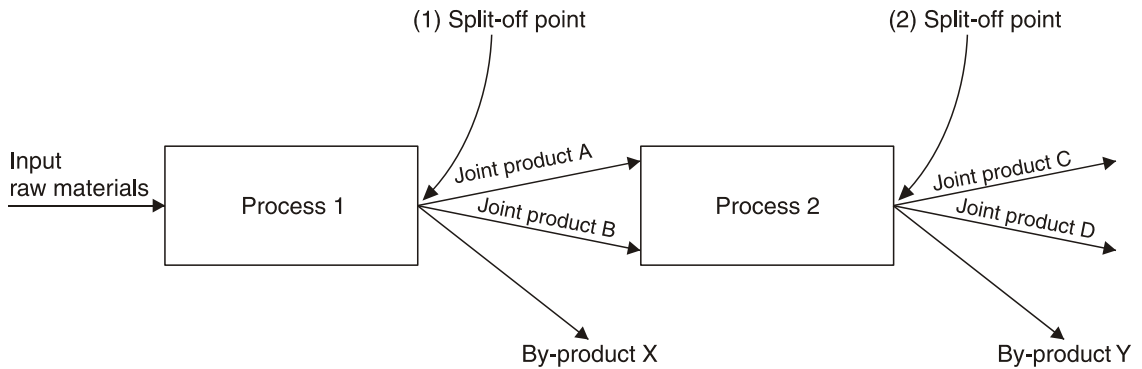 (1) Split-off point
(2) Split-off point
Input
raw materials
Process 1
Joint product A
Joint product B
By-product X
Process 2
Joint product C
Joint product D
By-product Y